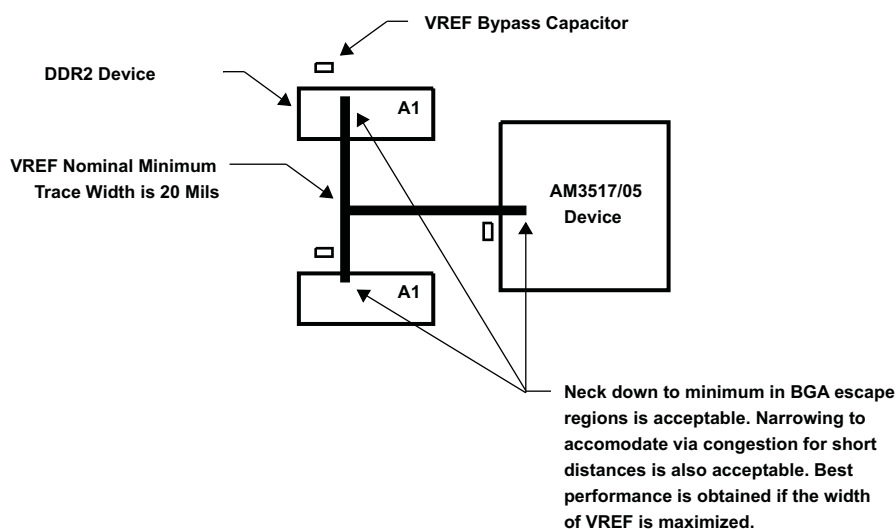 VREF Bypass Capacitor
DDR2 Device
A1
VREF Nominal Minimum
Trace Width is 20 Mils
AM3517/05
Device
A1
Neck down to minimum in BGA escape
regions is acceptable. Narrowing to
accomodate via congestion for short
distances is also acceptable. Best
performance is obtained if the width
of VREF is maximized.